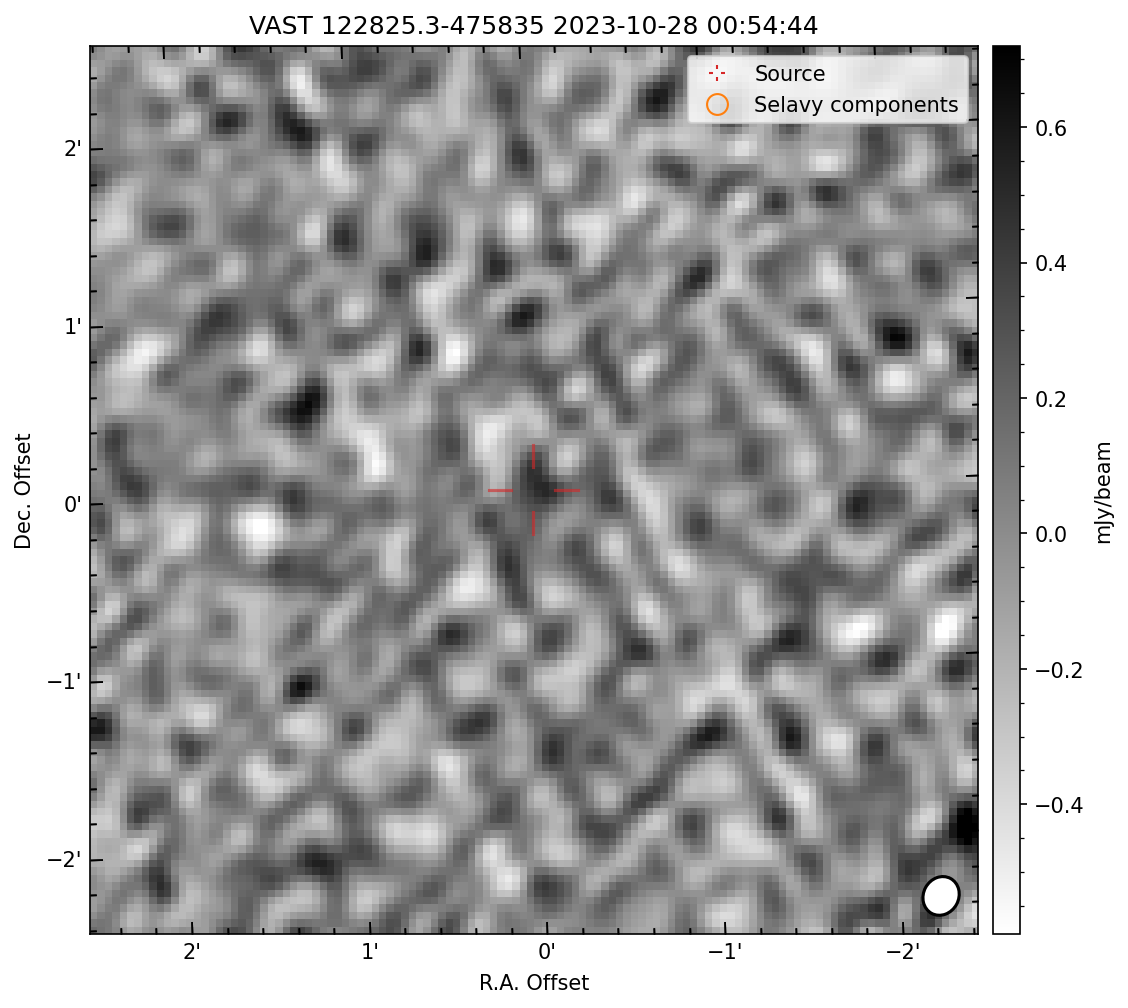 VAST 122825.3-475835 2023-10-28 00:54:44
Source
Selavy components
2'
1'
0'
−1'
−2'
Dec. Offset
2'
1'
0'
−1'
−2'
R.A. Offset
0.6
0.4
0.2
0.0
−0.2
−0.4
mJy/beam